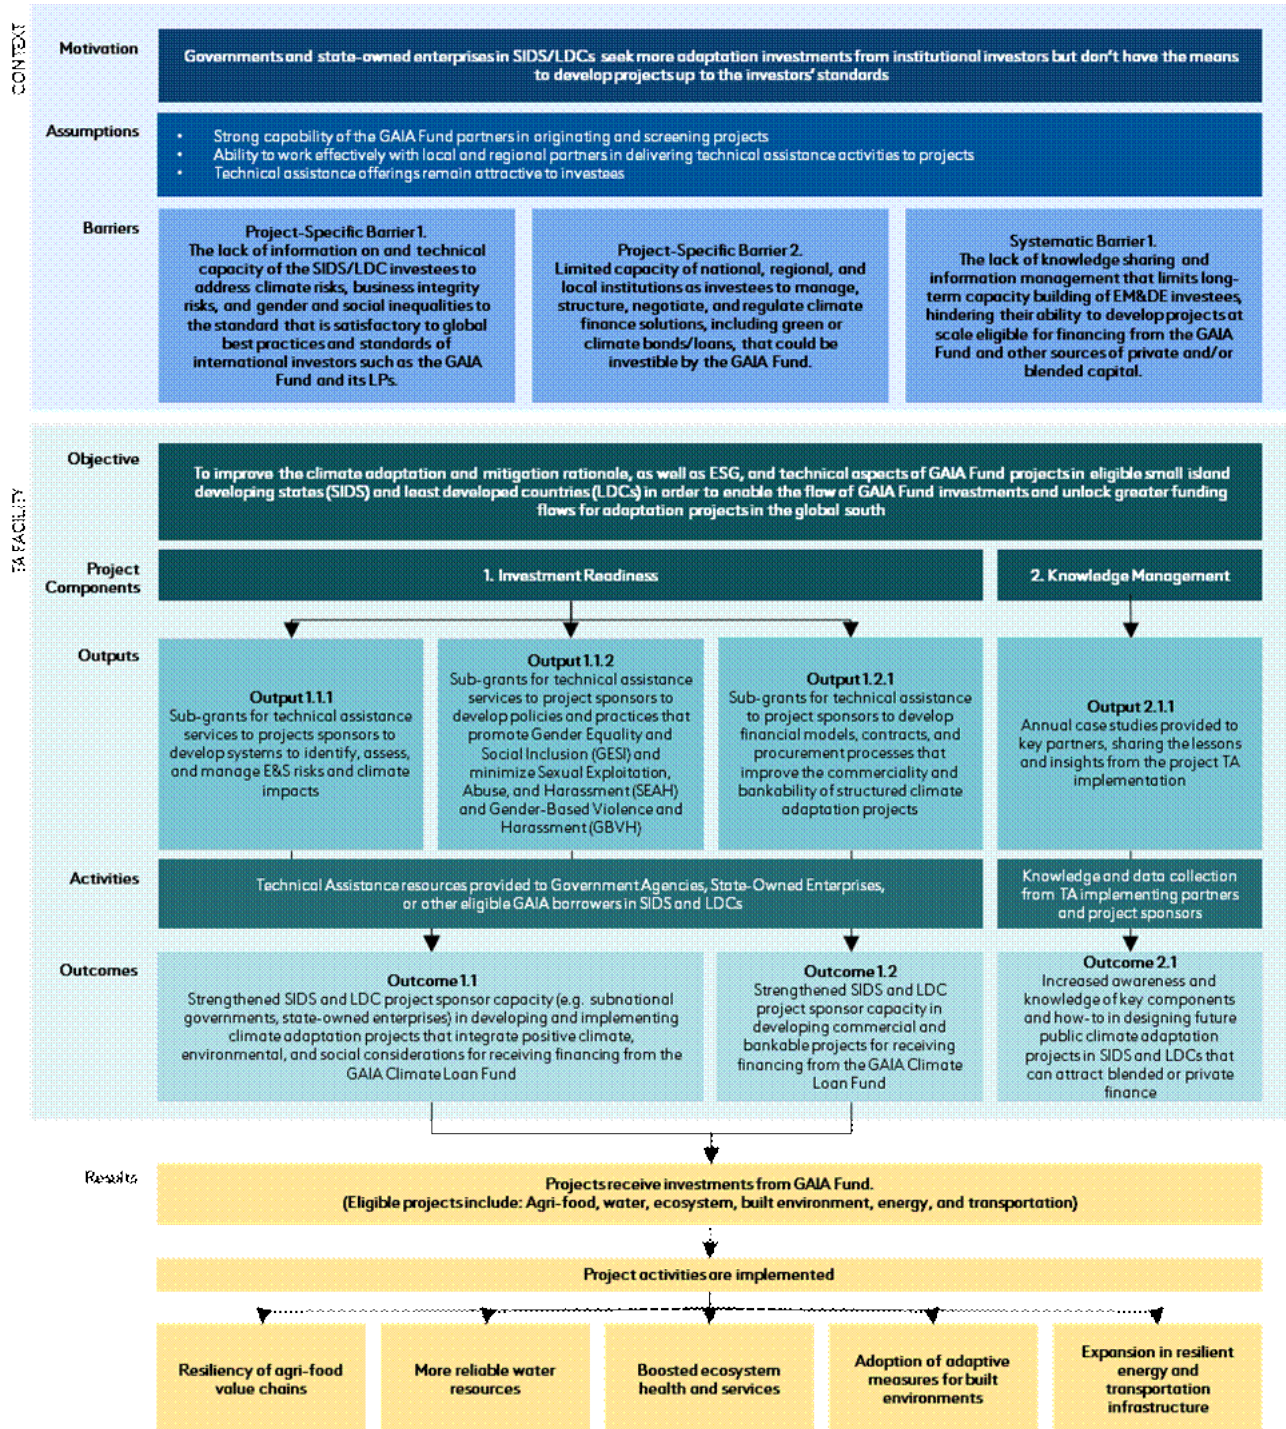 CONTEXT
Motivation
Governments and state-owned enterprises in SIDS/LDCs seek more adaptation investments from institutional investors but don't have the means
to develop projects up to the investors' standards
Assumptions
• Strong capability of the GAIA Fund partners in originating and screening projects
• Ability to work effectively with local and regional partners in delivering technical assistance activities to projects
• Technical assistance offerings remain attractive to investees
Barriers
Project-Specific Barrier 1.
The lack of information on and technical
capacity of the SIDS/LDC investees to
address climate risks, business integrity
risks, and gender and social inequalities to
the standard that is satisfactory to global
best practices and standards of
international investors such as the GAIA
Fund and its LPs.
Project-Specific Barrier 2.
Limited capacity of national, regional, and
local institutions as investees to manage,
structure, negotiate, and regulate climate
finance solutions, including green or
climate bonds/loans, that could be
investible by the GAIA Fund.
Systematic Barrier 1.
The lack of knowledge sharing and
information management that limits long-
term capacity building of EM&DE investees,
hindering their ability to develop projects at
scale eligible for financing from the GAIA
Fund and other sources of private and/or
blended capital.
TA FACILITY
Objective
To improve the climate adaptation and mitigation rationale, as well as ESG, and technical aspects of GAIA Fund projects in eligible small island
developing states (SIDS) and least developed countries (LDCs) in order to enable the flow of GAIA Fund investments and unlock greater funding
flows for adaptation projects in the global south
Project
Components
1. Investment Readiness
2. Knowledge Management
Outputs
Output 1.1.1
Sub-grants for technical assistance
services to projects sponsors to
develop systems to identify, assess,
and manage E&S risks and climate
impacts
Output 1.1.2
Sub-grants for technical assistance
services to project sponsors to
develop policies and practices that
promote Gender Equality and
Social Inclusion (GESI) and
minimize Sexual Exploitation,
Abuse, and Harassment (SEAH)
and Gender-Based Violence and
Harassment (GBVH)
Output 1.2.1
Sub-grants for technical assistance
to project sponsors to develop
financial models, contracts, and
procurement processes that
improve the commerciality and
bankability of structured climate
adaptation projects
Output 2.1.1
Annual case studies provided to
key partners, sharing the lessons
and insights from the project TA
implementation
Activities
Technical Assistance resources provided to Government Agencies, State-Owned Enterprises,
or other eligible GAIA borrowers in SIDS and LDCs
Knowledge and data collection
from TA implementing partners
and project sponsors
Outcomes
Outcome 1.1
Strengthened SIDS and LDC project sponsor capacity (e.g. subnational
governments, state-owned enterprises) in developing and implementing
climate adaptation projects that integrate positive climate,
environmental, and social considerations for receiving financing from the
GAIA Climate Loan Fund
Outcome 1.2
Strengthened SIDS and LDC
project sponsor capacity in
developing commercial and
bankable projects for receiving
financing from the GAIA Climate
Loan Fund
Outcome 2.1
Increased awareness and
knowledge of key components
and how-to in designing future
public climate adaptation
projects in SIDS and LDCs that
can attract blended or private
finance
Results
Projects receive investments from GAIA Fund.
(Eligible projects include: Agri-food, water, ecosystem, built environment, energy, and transportation)
Project activities are implemented
Resiliency of agri-food
value chains
More reliable water
resources
Boosted ecosystem
health and services
Adoption of adaptive
measures for built
environments
Expansion in resilient
energy and
transportation
infrastructure